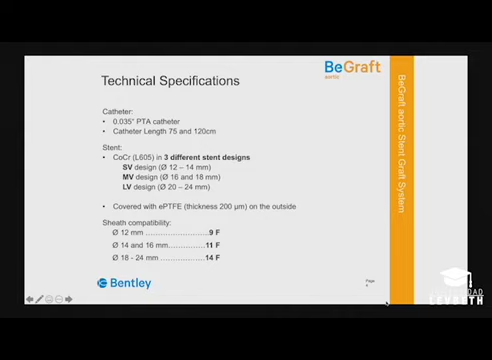 BeGraft
aortic
Technical Specifications
Catheter:
• 0.035" PTA catheter
• Catheter Length 75 and 120cm
Stent:
• CoCr (L605) in 3 different stent designs
SV design (Ø 12 – 14 mm)
MV design (Ø 16 and 18 mm)
LV design (Ø 20 – 24 mm)
• Covered with ePTFE (thickness 200 µm) on the outside
Sheath compatibility:
Ø 12 mm ........................9 F
Ø 14 and 16 mm..............11 F
Ø 18 - 24 mm .................14 F
Bentley
Page
BeGraft aortic Stent Graft System